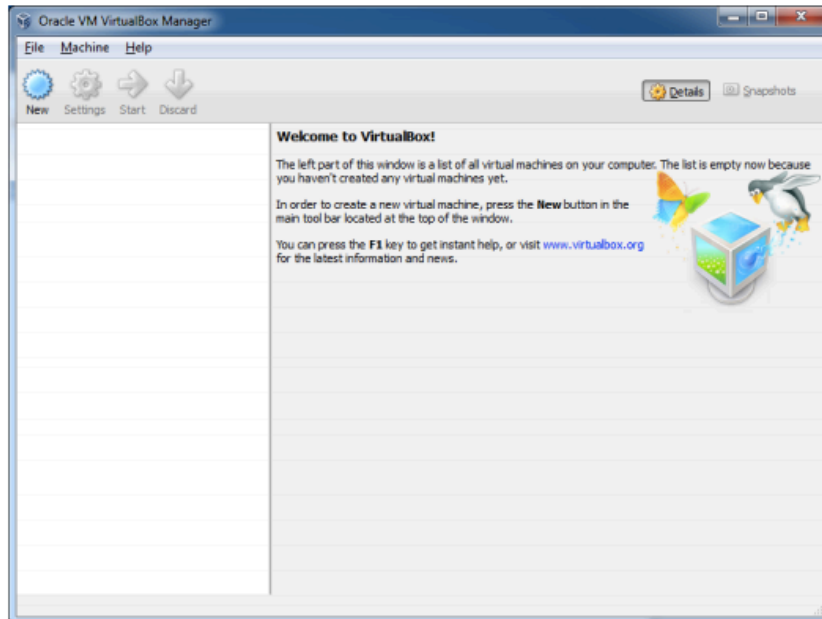 Oracle VM VirtualBox Manager
File Machine Help
New Settings Start Discard
Details Snapshots
Welcome to VirtualBox!
The left part of this window is a list of all virtual machines on your computer. The list is empty now because
you haven't created any virtual machines yet.
In order to create a new virtual machine, press the New button in the
main tool bar located at the top of the window.
You can press the F1 key to get instant help, or visit www.virtualbox.org
for the latest information and news.